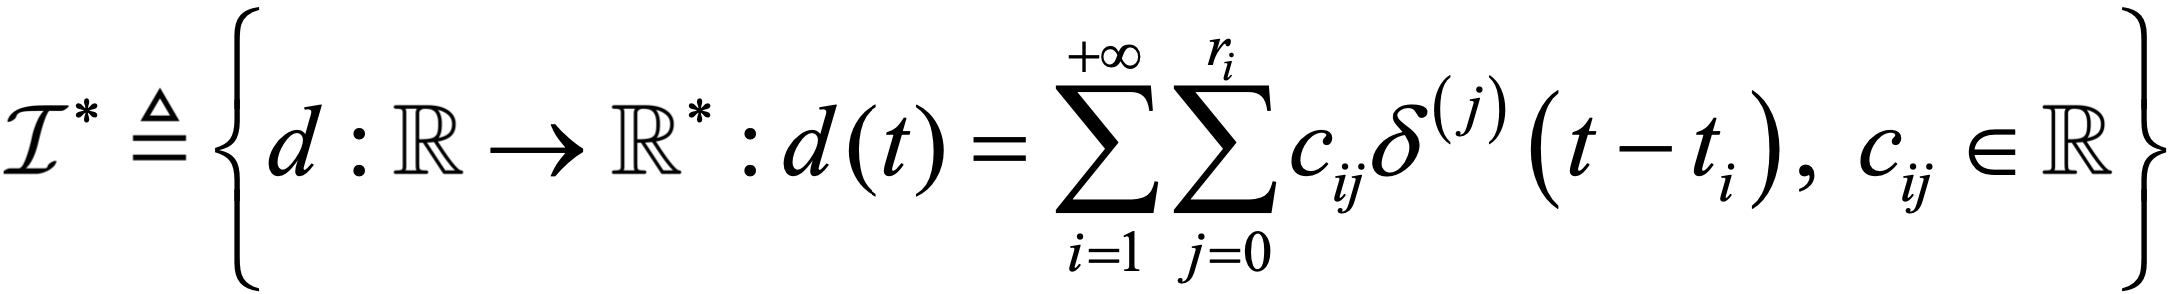 ℐ* ≜ { d : ℝ → ℝ* : d(t) = ∑_{i=1}^{+∞} ∑_{j=0}^{r_i} c_{ij} δ^{(j)} (t − t_i), c_{ij} ∈ ℝ }